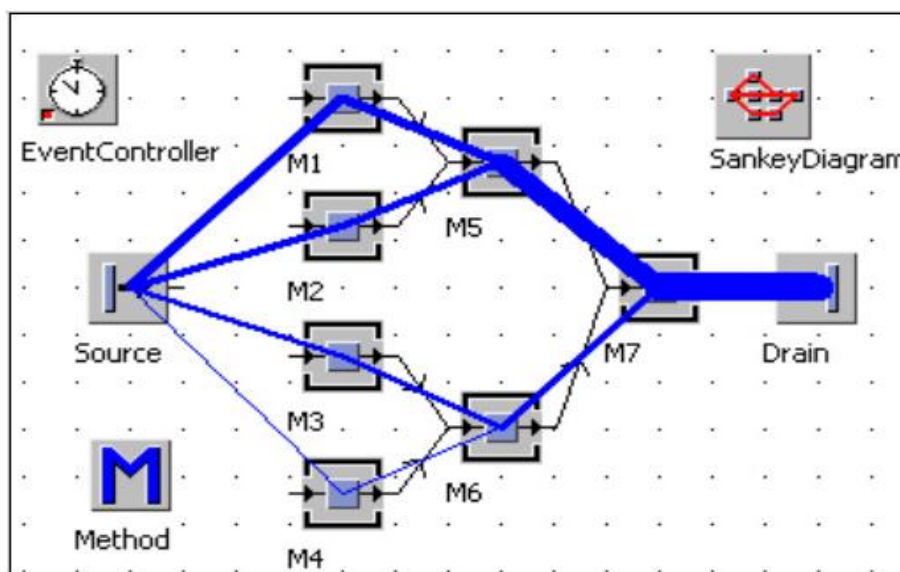 EventController
SankeyDiagram
M1
M5
M2
Source
M7
Drain
M3
M6
M
Method
M4